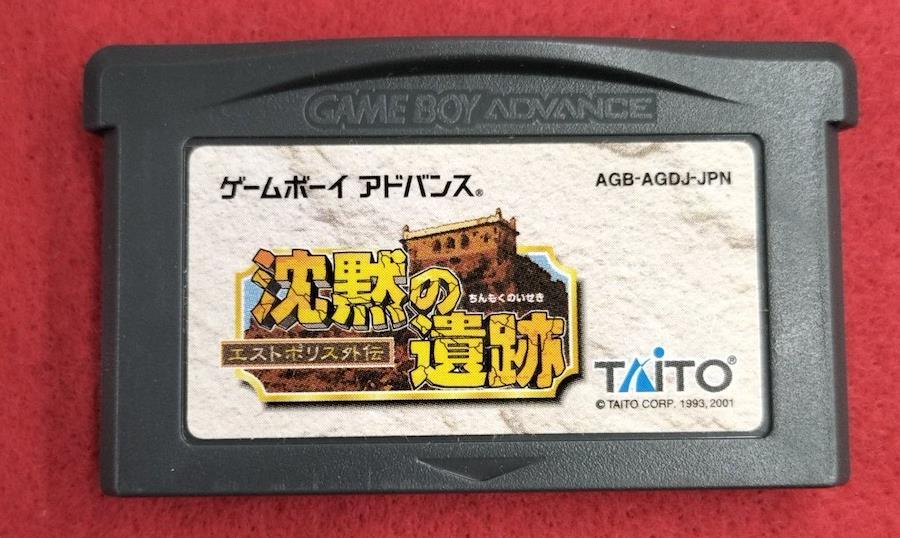 GAME BOY ADVANCE
ゲームボーイ アドバンス®
AGB-AGDJ-JPN
沈黙の
ちんもくのいせき
エストポリス外伝
遺跡
TAITO®
© TAITO CORP. 1993, 2001